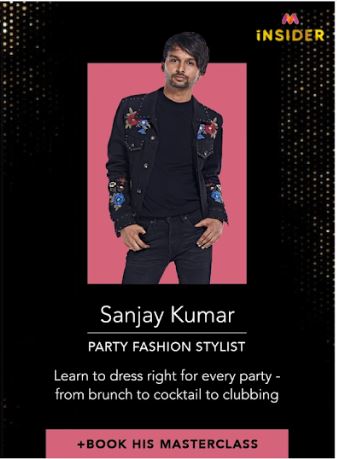 INSIDER
Sanjay Kumar
PARTY FASHION STYLIST
Learn to dress right for every party -
from brunch to cocktail to clubbing
+BOOK HIS MASTERCLASS